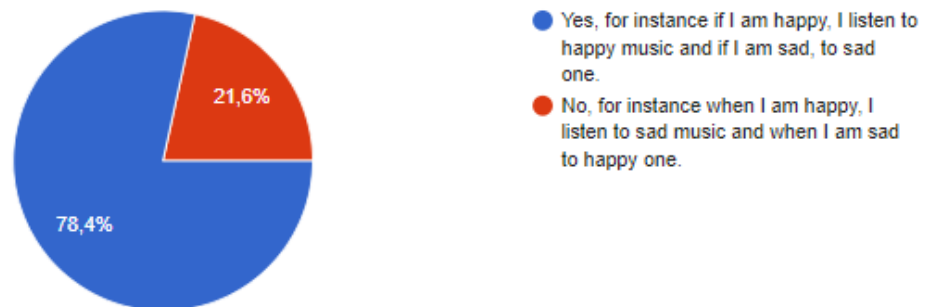 Yes, for instance if I am happy, I listen to
happy music and if I am sad, to sad
one.
21,6%
No, for instance when I am happy, I
listen to sad music and when I am sad
to happy one.
78,4%